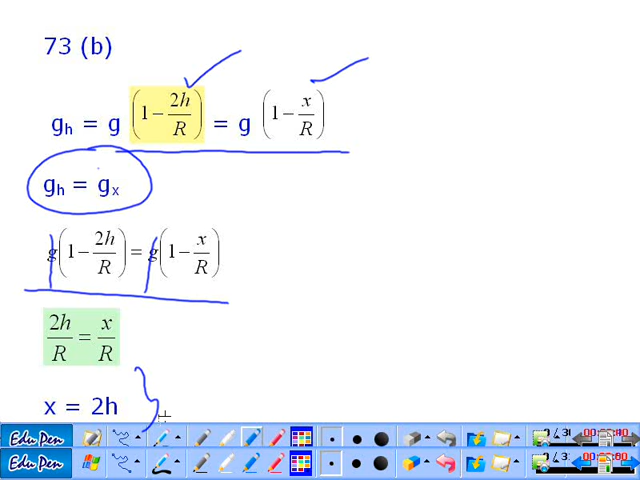 73 (b)
gₕ = g (1 − 2h/R) = g (1 − x/R)
gₕ = gₓ
g(1 − 2h/R) = g(1 − x/R)
2h/R = x/R
x = 2h
Edu Pen
Edu Pen